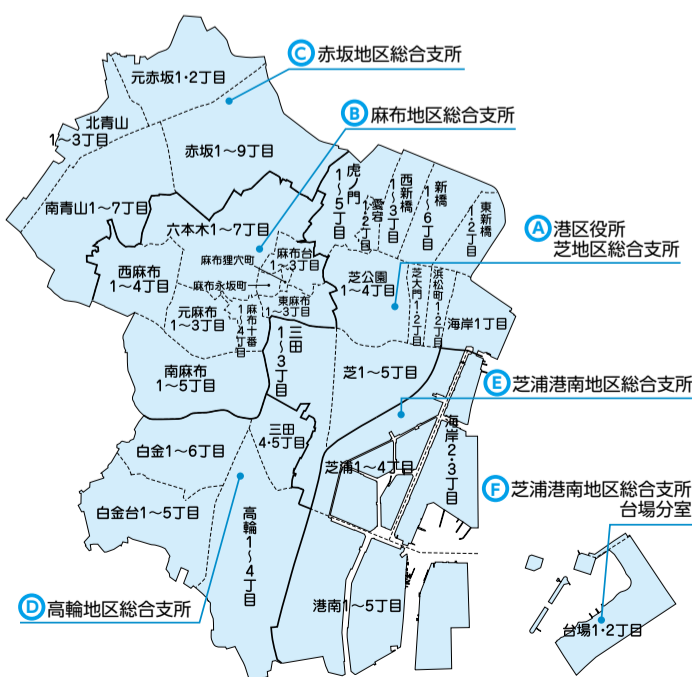 Ⓒ 赤坂地区総合支所
元赤坂1・2丁目
Ⓑ 麻布地区総合支所
北青山
1〜3丁目
赤坂1〜9丁目
虎ノ門
1〜5丁目
愛宕
1・2丁目
西新橋
1〜3丁目
新橋
1〜6丁目
東新橋
1・2丁目
南青山1〜7丁目
六本木1〜7丁目
Ⓐ 港区役所
芝地区総合支所
麻布狸穴町
麻布台
1〜3丁目
西麻布
1〜4丁目
麻布永坂町
芝公園
1〜4丁目
芝大門1・2丁目
浜松町1・2丁目
海岸1丁目
元麻布
1〜3丁目
麻布十番
1〜4丁目
東麻布
1〜3丁目
三田
1〜3丁目
南麻布
1〜5丁目
芝1〜5丁目
Ⓔ 芝浦港南地区総合支所
海岸2・3丁目
白金1〜6丁目
三田
4・5丁目
芝浦1〜4丁目
Ⓕ 芝浦港南地区総合支所
台場分室
白金台1〜5丁目
高輪1〜4丁目
Ⓓ 高輪地区総合支所
港南1〜5丁目
台場1・2丁目